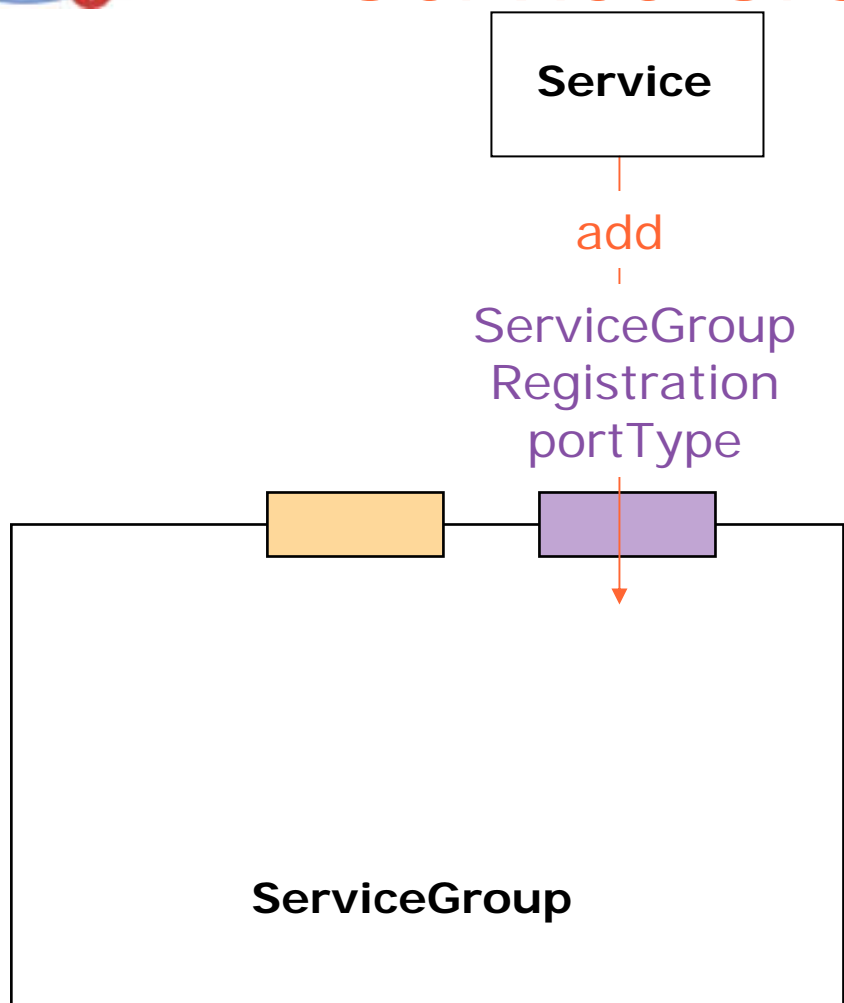 Service
add
ServiceGroup
Registration
portType
ServiceGroup